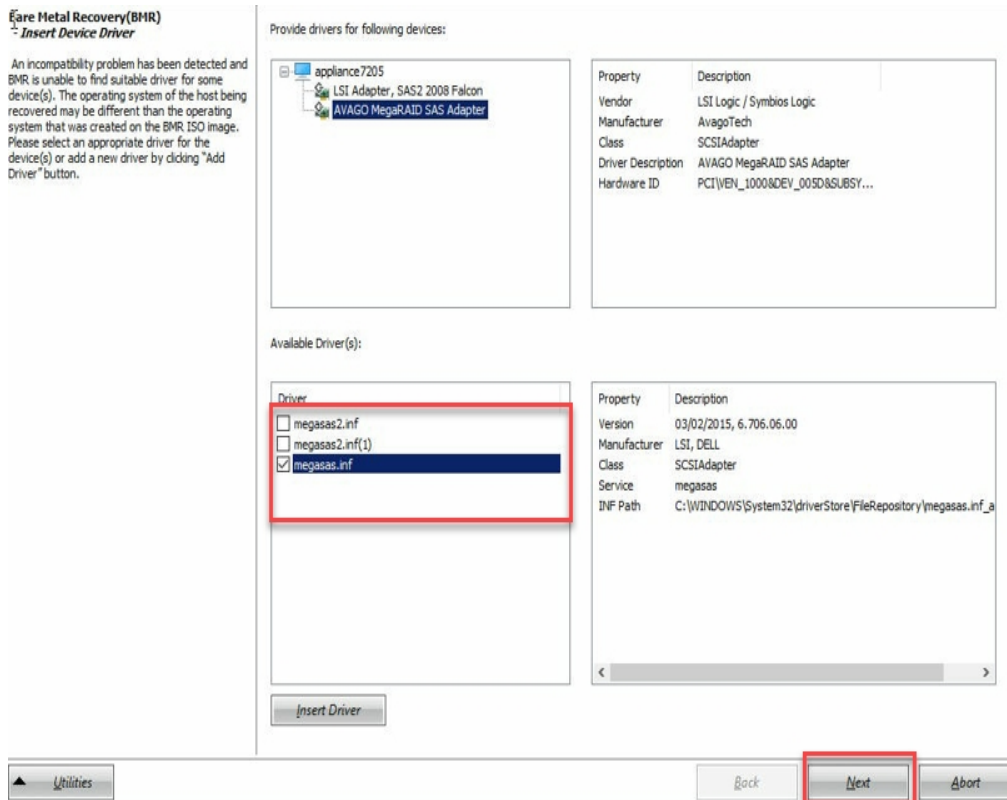 Bare Metal Recovery(BMR)
- Insert Device Driver
An incompatibility problem has been detected and
BMR is unable to find suitable driver for some
device(s). The operating system of the host being
recovered may be different than the operating
system that was created on the BMR ISO image.
Please select an appropriate driver for the
device(s) or add a new driver by clicking "Add
Driver" button.
Provide drivers for following devices:
appliance7205
LSI Adapter, SAS2 2008 Falcon
AVAGO MegaRAID SAS Adapter
Property Description
Vendor LSI Logic / Symbios Logic
Manufacturer AvagoTech
Class SCSIAdapter
Driver Description AVAGO MegaRAID SAS Adapter
Hardware ID PCI\VEN_1000&DEV_005D&SUBSY...
Available Driver(s):
Driver
megasas2.inf
megasas2.inf(1)
megasas.inf
Property Description
Version 03/02/2015, 6.706.06.00
Manufacturer LSI, DELL
Class SCSIAdapter
Service megasas
INF Path C:\WINDOWS\System32\driverStore\FileRepository\megasas.inf_a
Insert Driver
Utilities
Back
Next
Abort